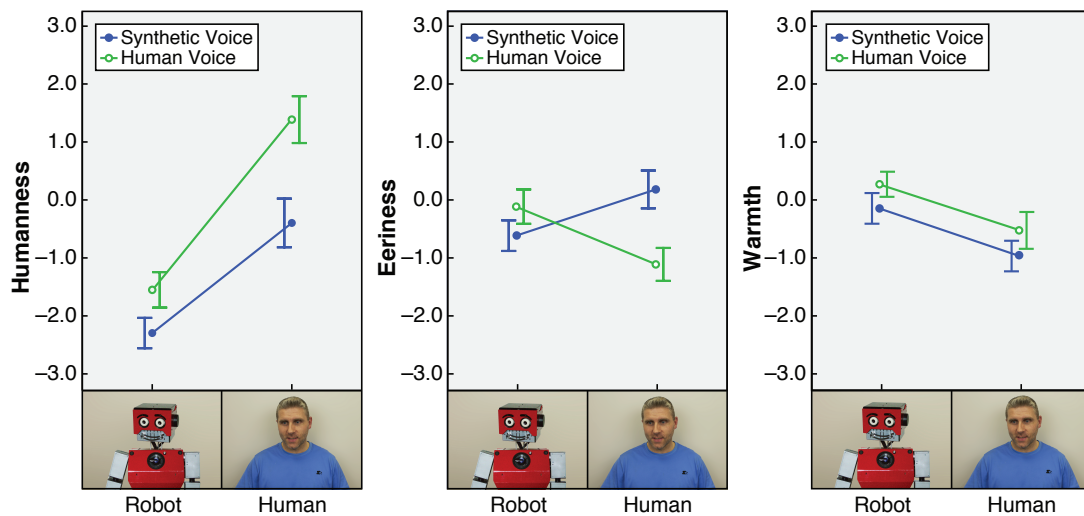 3.0
2.0
1.0
0.0
–1.0
–2.0
–3.0
Humanness
Synthetic Voice
Human Voice
Robot
Human
3.0
2.0
1.0
0.0
–1.0
–2.0
–3.0
Eeriness
Synthetic Voice
Human Voice
Robot
Human
3.0
2.0
1.0
0.0
–1.0
–2.0
–3.0
Warmth
Synthetic Voice
Human Voice
Robot
Human